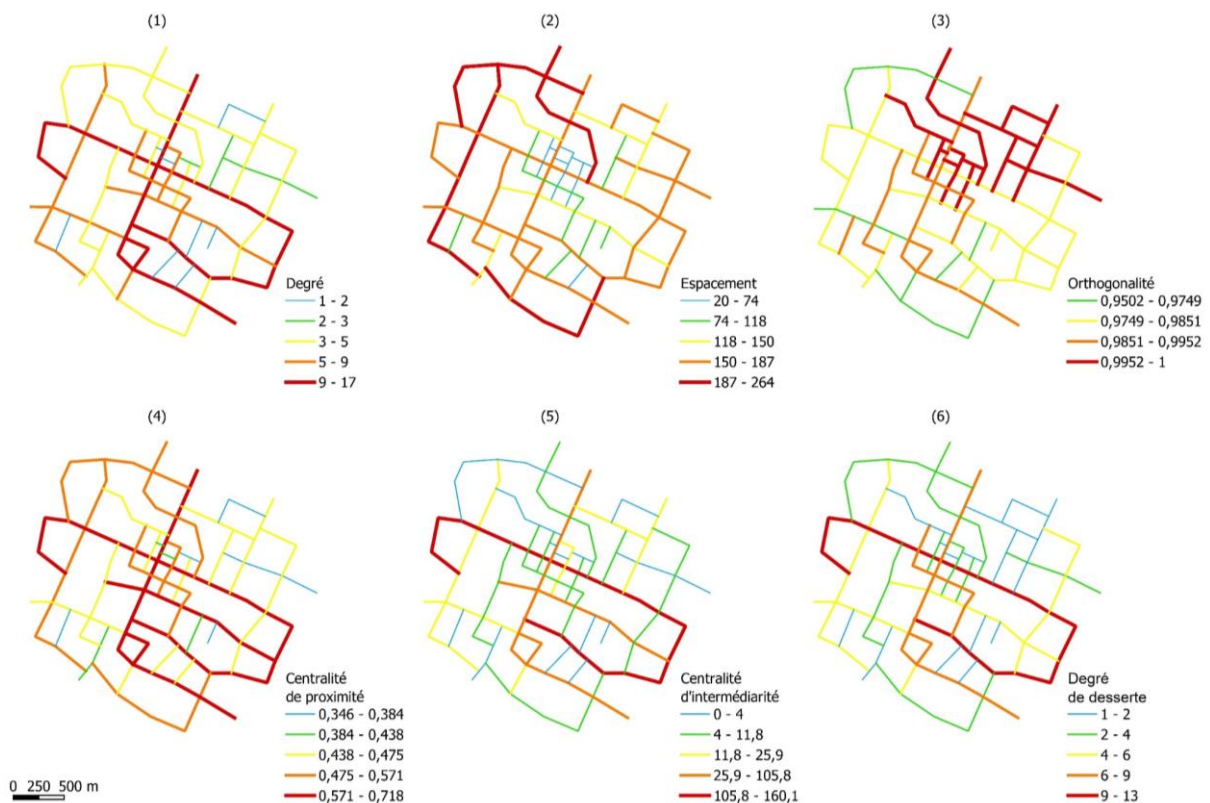 (1)
(2)
(3)
Degré
1 - 2
2 - 3
3 - 5
5 - 9
9 - 17
Espacement
20 - 74
74 - 118
118 - 150
150 - 187
187 - 264
Orthogonalité
0,9502 - 0,9749
0,9749 - 0,9851
0,9851 - 0,9952
0,9952 - 1
(4)
(5)
(6)
Centralité
de proximité
0,346 - 0,384
0,384 - 0,438
0,438 - 0,475
0,475 - 0,571
0,571 - 0,718
Centralité
d'intermédiarité
0 - 4
4 - 11,8
11,8 - 25,9
25,9 - 105,8
105,8 - 160,1
Degré
de desserte
1 - 2
2 - 4
4 - 6
6 - 9
9 - 13
0 250 500 m